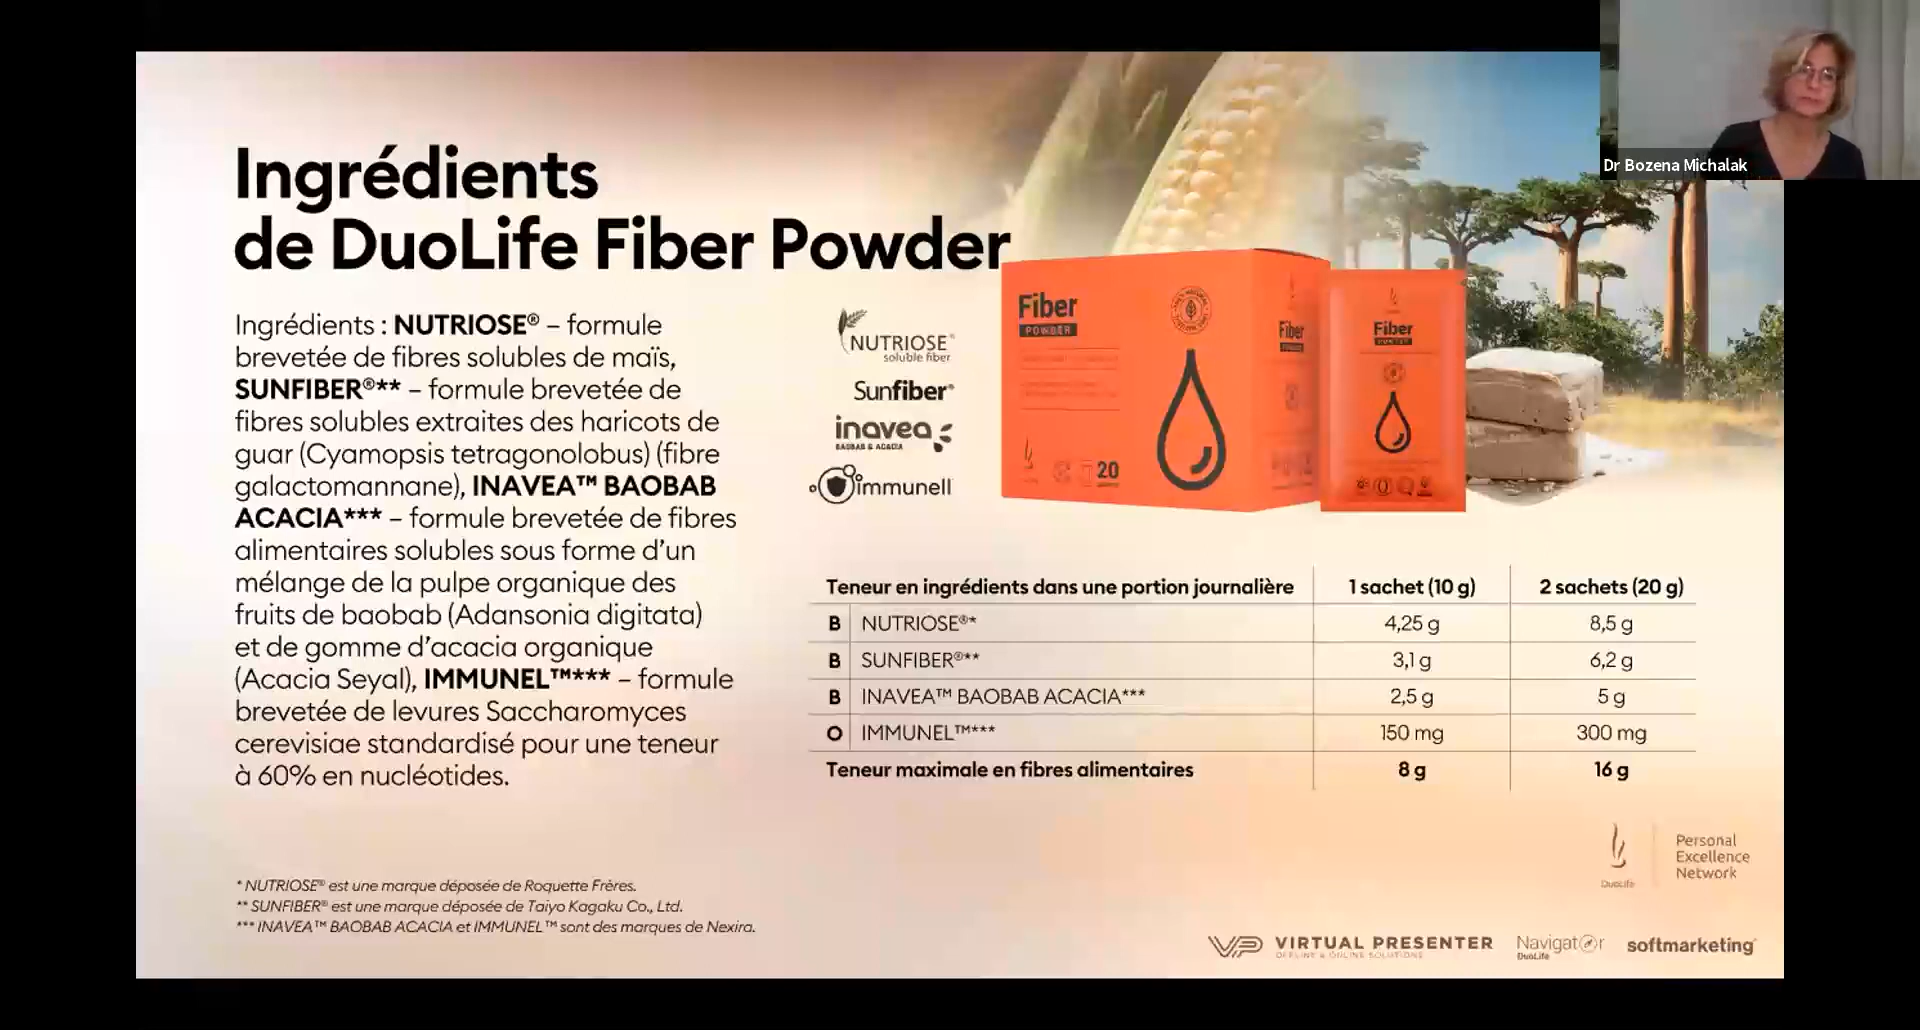 Dr Bozena Michalak
Ingrédients
de DuoLife Fiber Powder
Ingrédients : NUTRIOSE® – formule
brevetée de fibres solubles de maïs,
SUNFIBER®** – formule brevetée de
fibres solubles extraites des haricots de
guar (Cyamopsis tetragonolobus) (fibre
galactomannane), INAVEA™ BAOBAB
ACACIA*** – formule brevetée de fibres
alimentaires solubles sous forme d’un
mélange de la pulpe organique des
fruits de baobab (Adansonia digitata)
et de gomme d’acacia organique
(Acacia Seyal), IMMUNEL™*** – formule
brevetée de levures Saccharomyces
cerevisiae standardisé pour une teneur
à 60% en nucléotides.
NUTRIOSE®
soluble fiber
Sunfiber®
inavea
BAOBAB & ACACIA
immunell
Fiber
POWDER
20
Fiber
POWDER
Fiber
POWDER
Teneur en ingrédients dans une portion journalière 1 sachet (10 g) 2 sachets (20 g)
B NUTRIOSE®* 4,25 g 8,5 g
B SUNFIBER®** 3,1 g 6,2 g
B INAVEA™ BAOBAB ACACIA*** 2,5 g 5 g
O IMMUNEL™*** 150 mg 300 mg
Teneur maximale en fibres alimentaires 8 g 16 g
* NUTRIOSE® est une marque déposée de Roquette Frères.
** SUNFIBER® est une marque déposée de Taiyo Kagaku Co., Ltd.
*** INAVEA™ BAOBAB ACACIA et IMMUNEL™ sont des marques de Nexira.
DuoLife
Personal
Excellence
Network
VP VIRTUAL PRESENTER
OFFLINE & ONLINE SOLUTIONS
Navigator
DuoLife
softmarketing